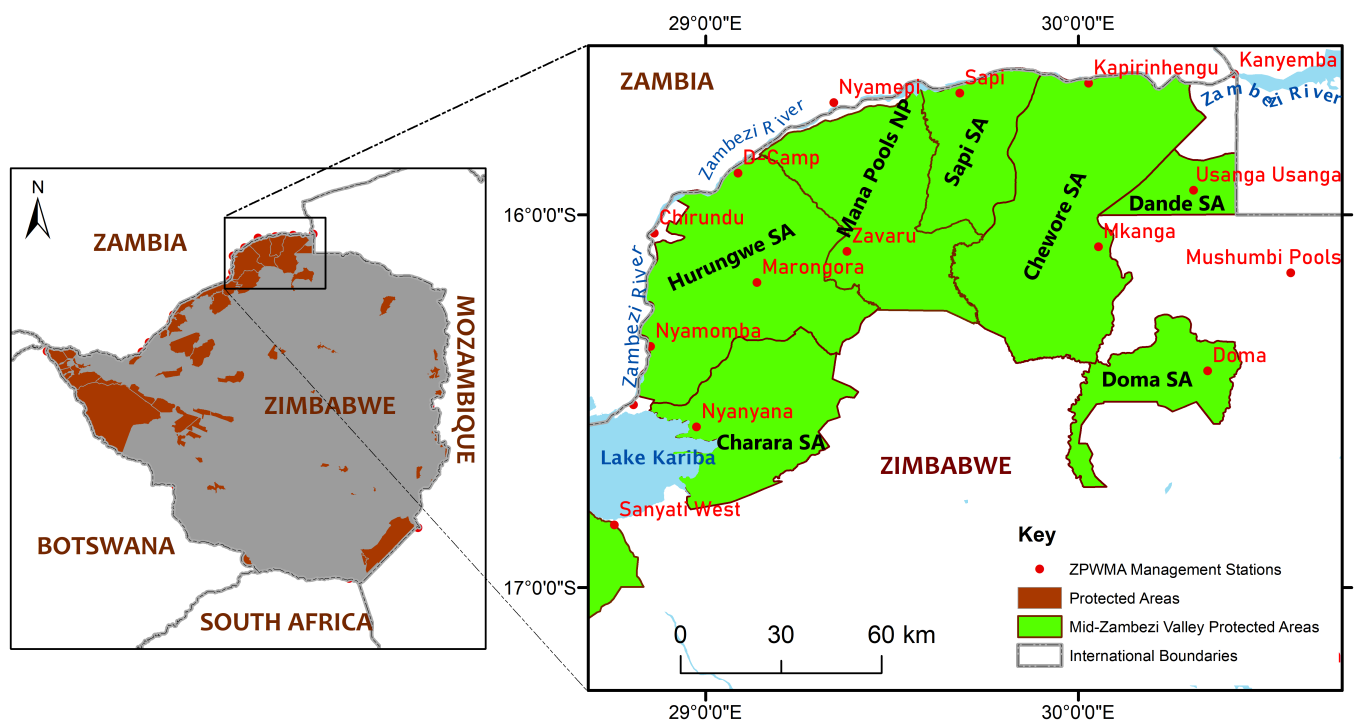 29°0'0"E
30°0'0"E
N
ZAMBIA
ZIMBABWE
MOZAMBIQUE
BOTSWANA
SOUTH AFRICA
ZAMBIA
Nyamepi
Sapi
Kapirinhengu
Kanyemba
Zambezi River
Zambezi River
D-Camp
Mana Pools NP
Sapi SA
Usanga Usanga
Dande SA
16°0'0"S
Chirundu
Hurungwe SA
Zavaru
Chewore SA
Mkanga
Mushumbi Pools
Marongora
Zambezi River
Nyamomba
Doma
Doma SA
Nyanyana
Charara SA
Lake Kariba
ZIMBABWE
Sanyati West
17°0'0"S
Key
ZPWMA Management Stations
Protected Areas
Mid-Zambezi Valley Protected Areas
International Boundaries
0 30 60 km
29°0'0"E
30°0'0"E